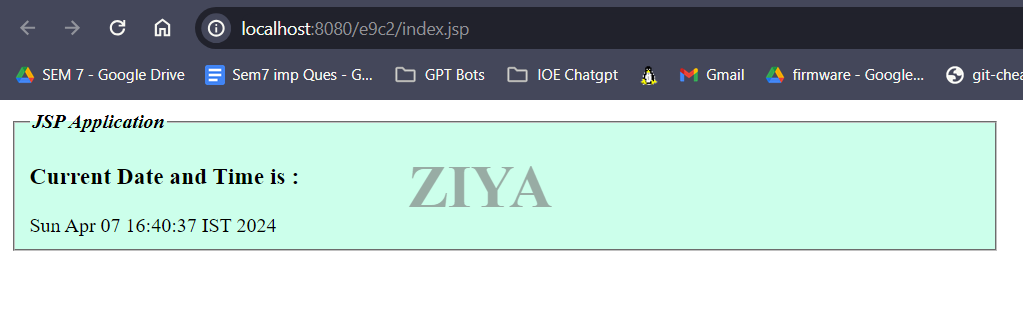 localhost:8080/e9c2/index.jsp
SEM 7 - Google Drive Sem7 imp Ques - G... GPT Bots IOE Chatgpt Gmail firmware - Google... git-chea
JSP Application
Current Date and Time is :
ZIYA
Sun Apr 07 16:40:37 IST 2024